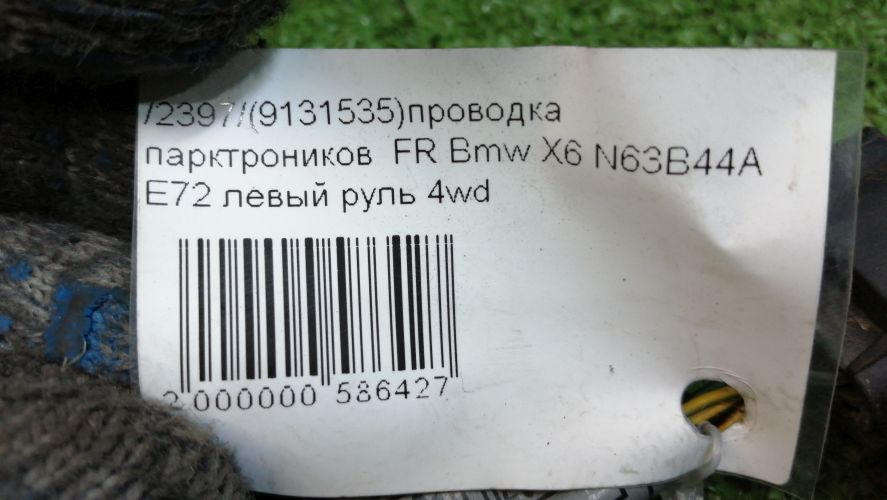 /2397/(9131535)проводка
парктроников FR Bmw X6 N63B44A
E72 левый руль 4wd
2 000000 586427